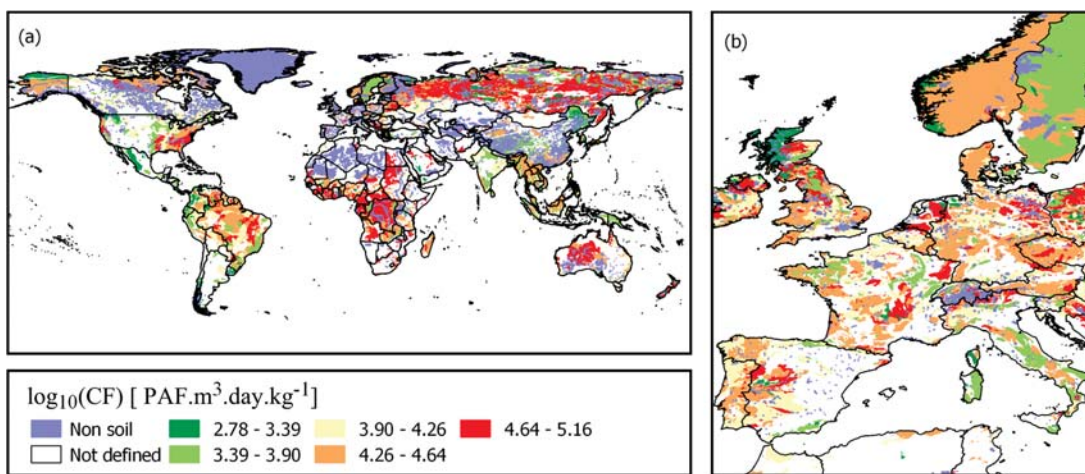 (a)
(b)
log₁₀(CF) [ PAF.m³.day.kg⁻¹]
Non soil 2.78 - 3.39 3.90 - 4.26 4.64 - 5.16
Not defined 3.39 - 3.90 4.26 - 4.64